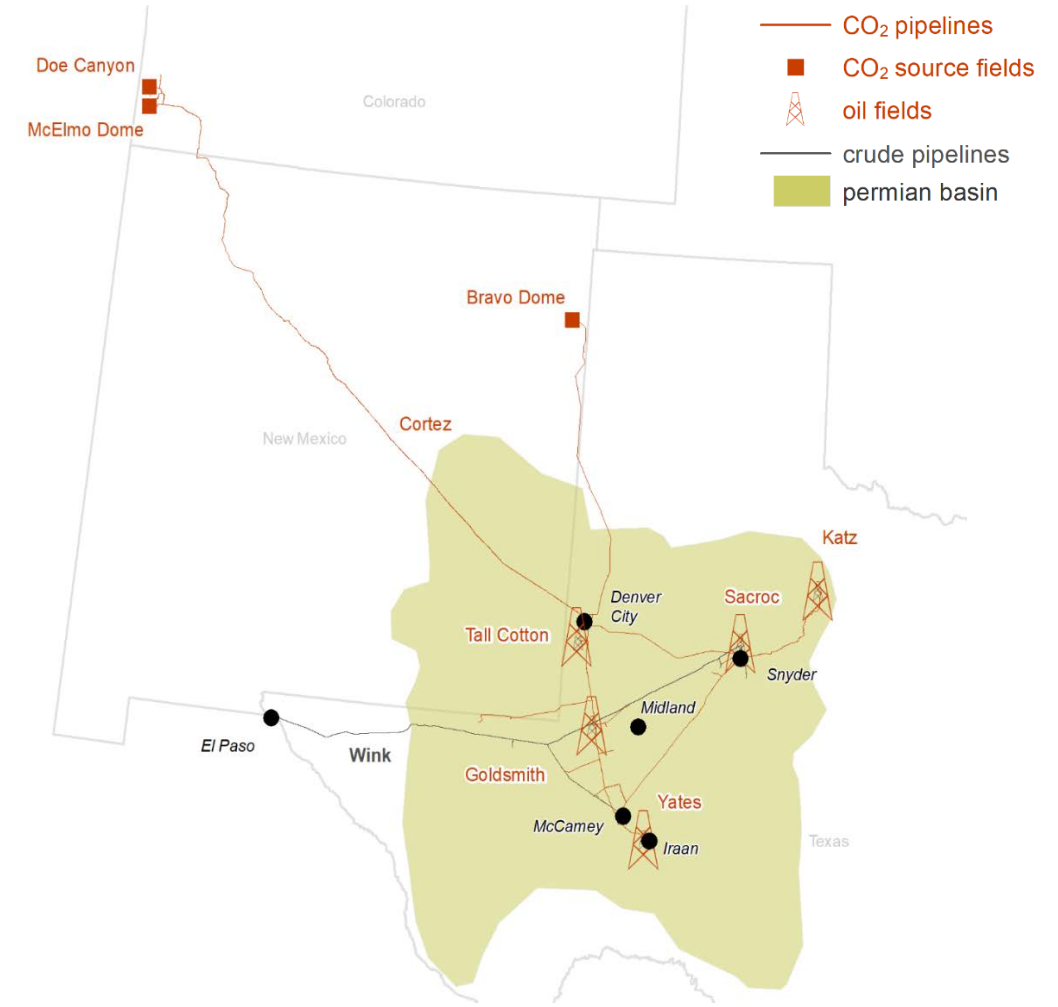 CO₂ pipelines
CO₂ source fields
oil fields
crude pipelines
permian basin
Doe Canyon
McElmo Dome
Colorado
Bravo Dome
Cortez
New Mexico
Katz
Denver
City
Sacroc
Tall Cotton
Snyder
Midland
El Paso
Wink
Goldsmith
Yates
McCamey
Iraan
Texas